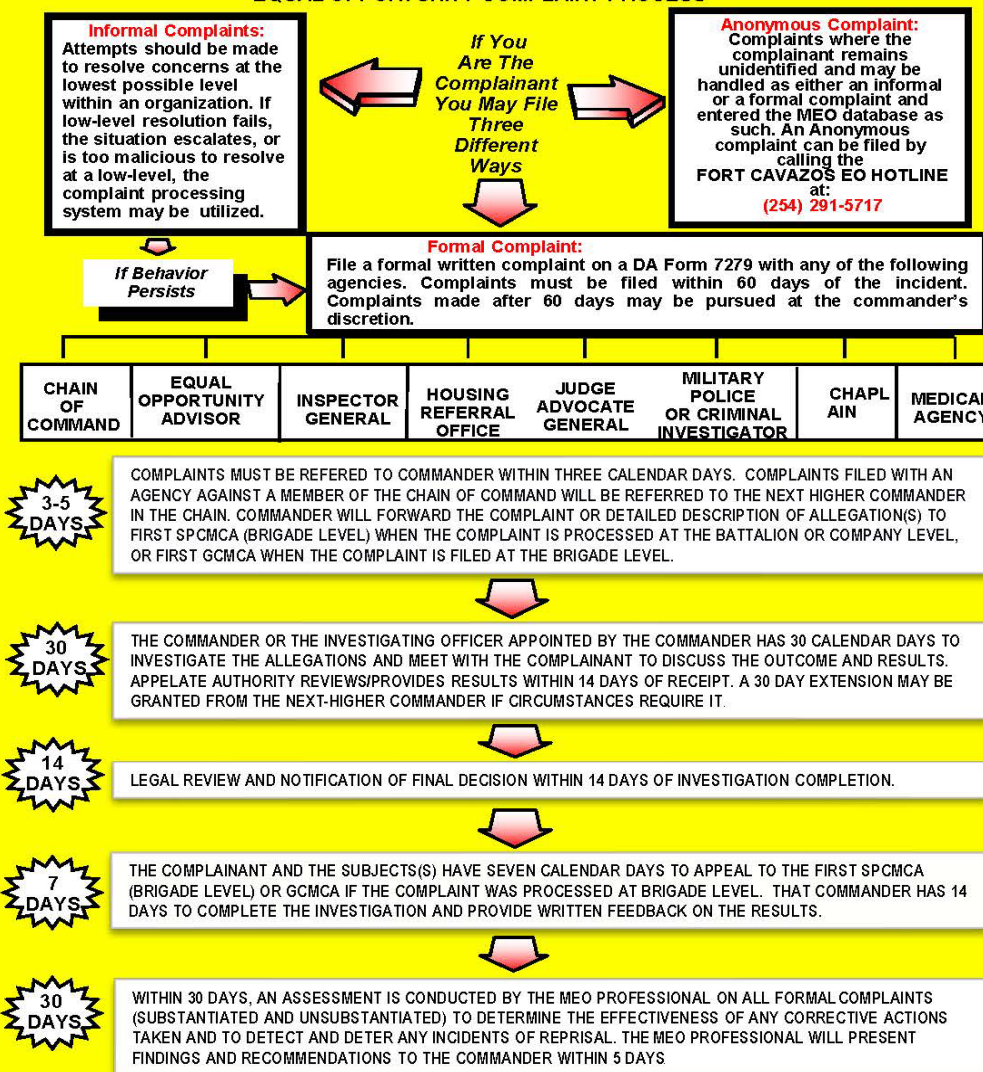 Informal Complaints:
Attempts should be made
to resolve concerns at the
lowest possible level
within an organization. If
low-level resolution fails,
the situation escalates, or
is too malicious to resolve
at a low-level, the
complaint processing
system may be utilized.
If You
Are The
Complainant
You May File
Three
Different
Ways
Anonymous Complaint:
Complaints where the
complainant remains
unidentified and may be
handled as either an informal
or a formal complaint and
entered the MEO database as
such. An Anonymous
complaint can be filed by
calling the
FORT CAVAZOS EO HOTLINE
at:
(254) 291-5717
If Behavior
Persists
Formal Complaint:
File a formal written complaint on a DA Form 7279 with any of the following
agencies. Complaints must be filed within 60 days of the incident.
Complaints made after 60 days may be pursued at the commander's
discretion.
CHAIN
OF
COMMAND
EQUAL
OPPORTUNITY
ADVISOR
INSPECTOR
GENERAL
HOUSING
REFERRAL
OFFICE
JUDGE
ADVOCATE
GENERAL
MILITARY
POLICE
OR CRIMINAL
INVESTIGATOR
CHAPL
AIN
MEDICAL
AGENCY
3-5
DAYS
COMPLAINTS MUST BE REFERED TO COMMANDER WITHIN THREE CALENDAR DAYS. COMPLAINTS FILED WITH AN
AGENCY AGAINST A MEMBER OF THE CHAIN OF COMMAND WILL BE REFERRED TO THE NEXT HIGHER COMMANDER
IN THE CHAIN. COMMANDER WILL FORWARD THE COMPLAINT OR DETAILED DESCRIPTION OF ALLEGATION(S) TO
FIRST SPCMCA (BRIGADE LEVEL) WHEN THE COMPLAINT IS PROCESSED AT THE BATTALION OR COMPANY LEVEL,
OR FIRST GCMCA WHEN THE COMPLAINT IS FILED AT THE BRIGADE LEVEL.
30
DAYS
THE COMMANDER OR THE INVESTIGATING OFFICER APPOINTED BY THE COMMANDER HAS 30 CALENDAR DAYS TO
INVESTIGATE THE ALLEGATIONS AND MEET WITH THE COMPLAINANT TO DISCUSS THE OUTCOME AND RESULTS.
APPELATE AUTHORITY REVIEWS/PROVIDES RESULTS WITHIN 14 DAYS OF RECEIPT. A 30 DAY EXTENSION MAY BE
GRANTED FROM THE NEXT-HIGHER COMMANDER IF CIRCUMSTANCES REQUIRE IT.
14
DAYS
LEGAL REVIEW AND NOTIFICATION OF FINAL DECISION WITHIN 14 DAYS OF INVESTIGATION COMPLETION.
7
DAYS
THE COMPLAINANT AND THE SUBJECTS(S) HAVE SEVEN CALENDAR DAYS TO APPEAL TO THE FIRST SPCMCA
(BRIGADE LEVEL) OR GCMCA IF THE COMPLAINT WAS PROCESSED AT BRIGADE LEVEL. THAT COMMANDER HAS 14
DAYS TO COMPLETE THE INVESTIGATION AND PROVIDE WRITTEN FEEDBACK ON THE RESULTS.
30
DAYS
WITHIN 30 DAYS, AN ASSESSMENT IS CONDUCTED BY THE MEO PROFESSIONAL ON ALL FORMAL COMPLAINTS
(SUBSTANTIATED AND UNSUBSTANTIATED) TO DETERMINE THE EFFECTIVENESS OF ANY CORRECTIVE ACTIONS
TAKEN AND TO DETECT AND DETER ANY INCIDENTS OF REPRISAL. THE MEO PROFESSIONAL WILL PRESENT
FINDINGS AND RECOMMENDATIONS TO THE COMMANDER WITHIN 5 DAYS